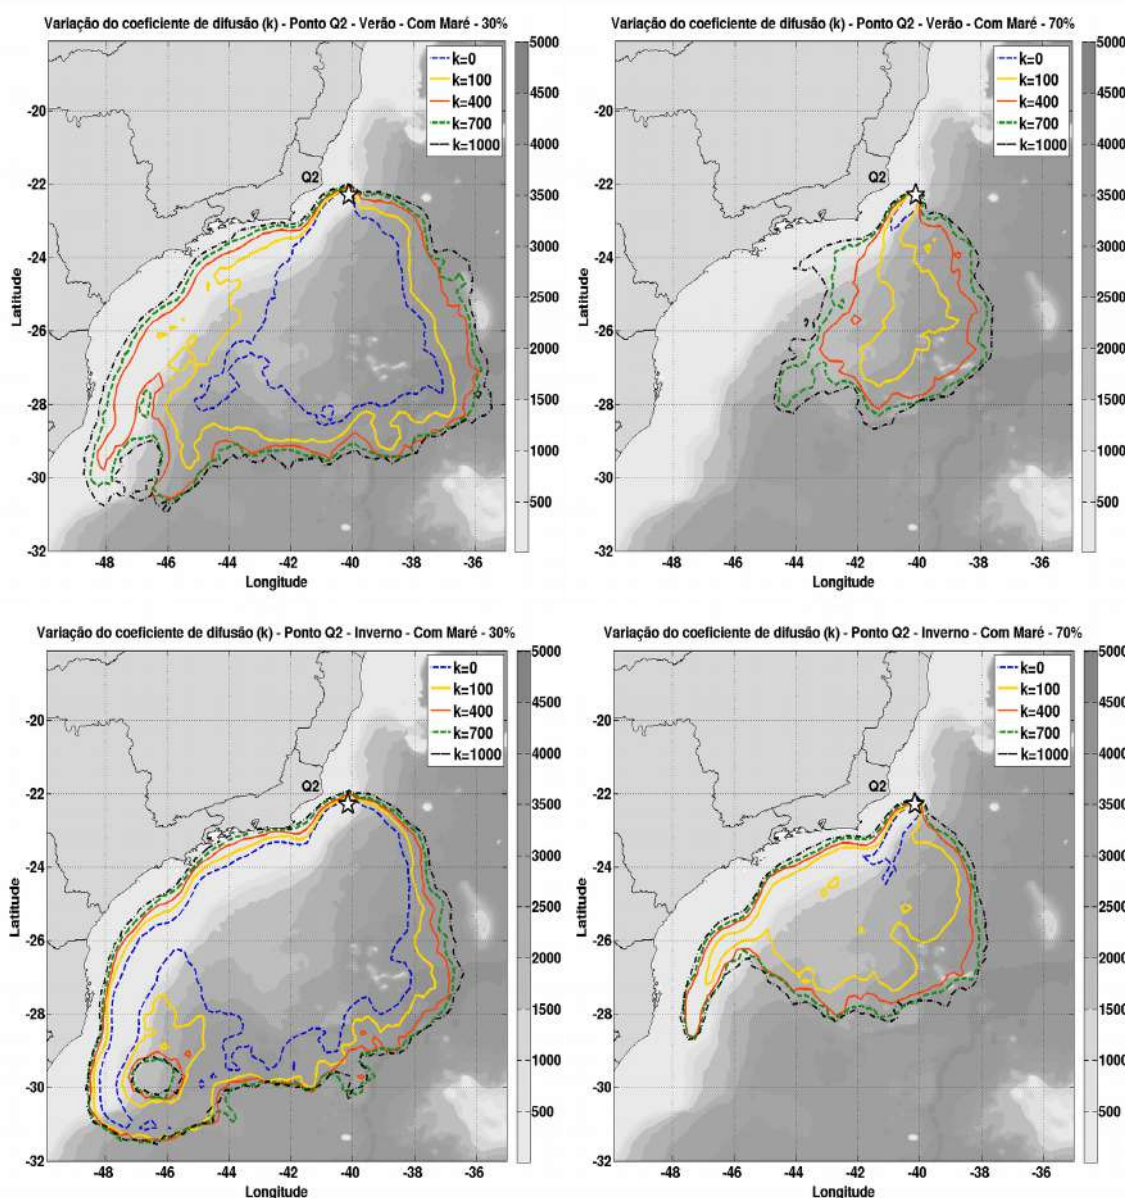 Variação do coeficiente de difusão (k) - Ponto Q2 - Verão - Com Maré - 30%
k=0
k=100
k=400
k=700
k=1000
Q2
-20
-22
-24
-26
-28
-30
-32
Latitude
-48 -46 -44 -42 -40 -38 -36
Longitude
5000
4500
4000
3500
3000
2500
2000
1500
1000
500
Variação do coeficiente de difusão (k) - Ponto Q2 - Verão - Com Maré - 70%
k=0
k=100
k=400
k=700
k=1000
Q2
-20
-22
-24
-26
-28
-30
-32
Latitude
-48 -46 -44 -42 -40 -38 -36
Longitude
5000
4500
4000
3500
3000
2500
2000
1500
1000
500
Variação do coeficiente de difusão (k) - Ponto Q2 - Inverno - Com Maré - 30%
k=0
k=100
k=400
k=700
k=1000
Q2
-20
-22
-24
-26
-28
-30
-32
Latitude
-48 -46 -44 -42 -40 -38 -36
Longitude
5000
4500
4000
3500
3000
2500
2000
1500
1000
500
Variação do coeficiente de difusão (k) - Ponto Q2 - Inverno - Com Maré - 70%
k=0
k=100
k=400
k=700
k=1000
Q2
-20
-22
-24
-26
-28
-30
-32
Latitude
-48 -46 -44 -42 -40 -38 -36
Longitude
5000
4500
4000
3500
3000
2500
2000
1500
1000
500